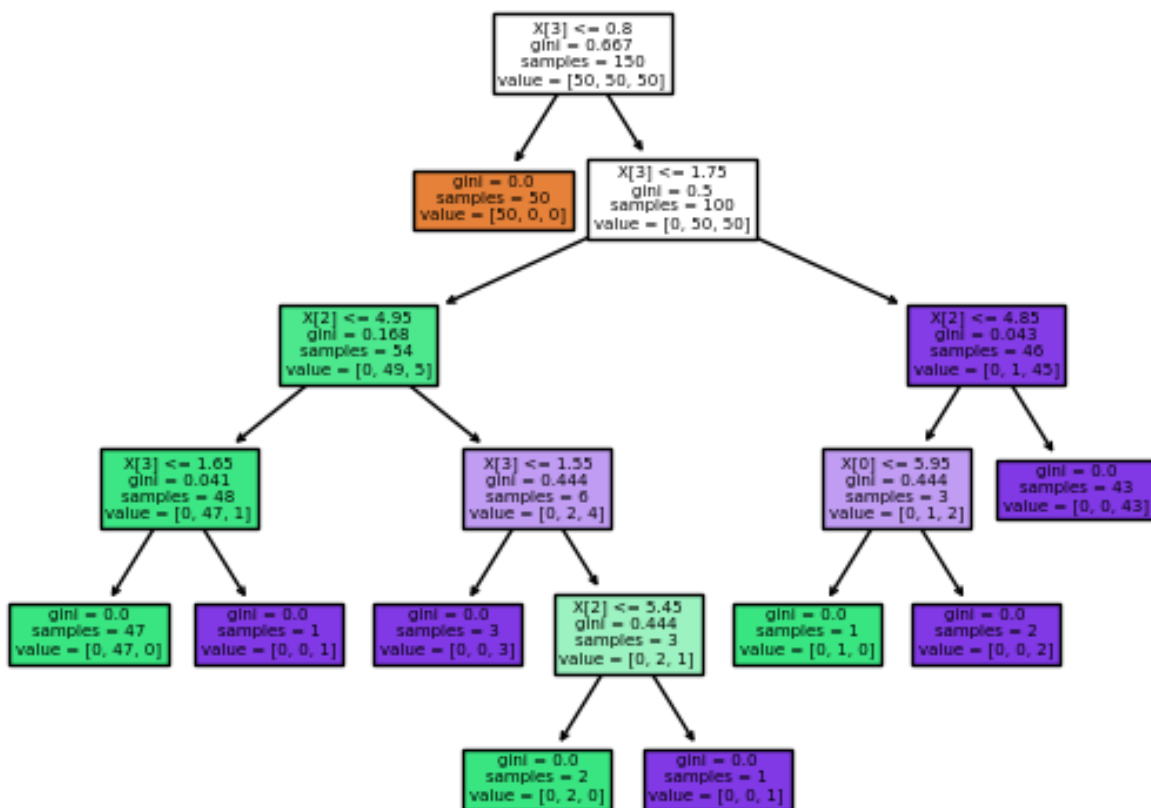 X[3] <= 0.8
gini = 0.667
samples = 150
value = [50, 50, 50]
gini = 0.0
samples = 50
value = [50, 0, 0]
X[3] <= 1.75
gini = 0.5
samples = 100
value = [0, 50, 50]
X[2] <= 4.95
gini = 0.168
samples = 54
value = [0, 49, 5]
X[2] <= 4.85
gini = 0.043
samples = 46
value = [0, 1, 45]
X[3] <= 1.65
gini = 0.041
samples = 48
value = [0, 47, 1]
X[3] <= 1.55
gini = 0.444
samples = 6
value = [0, 2, 4]
X[0] <= 5.95
gini = 0.444
samples = 3
value = [0, 1, 2]
gini = 0.0
samples = 43
value = [0, 0, 43]
gini = 0.0
samples = 47
value = [0, 47, 0]
gini = 0.0
samples = 1
value = [0, 0, 1]
gini = 0.0
samples = 3
value = [0, 0, 3]
X[2] <= 5.45
gini = 0.444
samples = 3
value = [0, 2, 1]
gini = 0.0
samples = 1
value = [0, 1, 0]
gini = 0.0
samples = 2
value = [0, 0, 2]
gini = 0.0
samples = 2
value = [0, 2, 0]
gini = 0.0
samples = 1
value = [0, 0, 1]